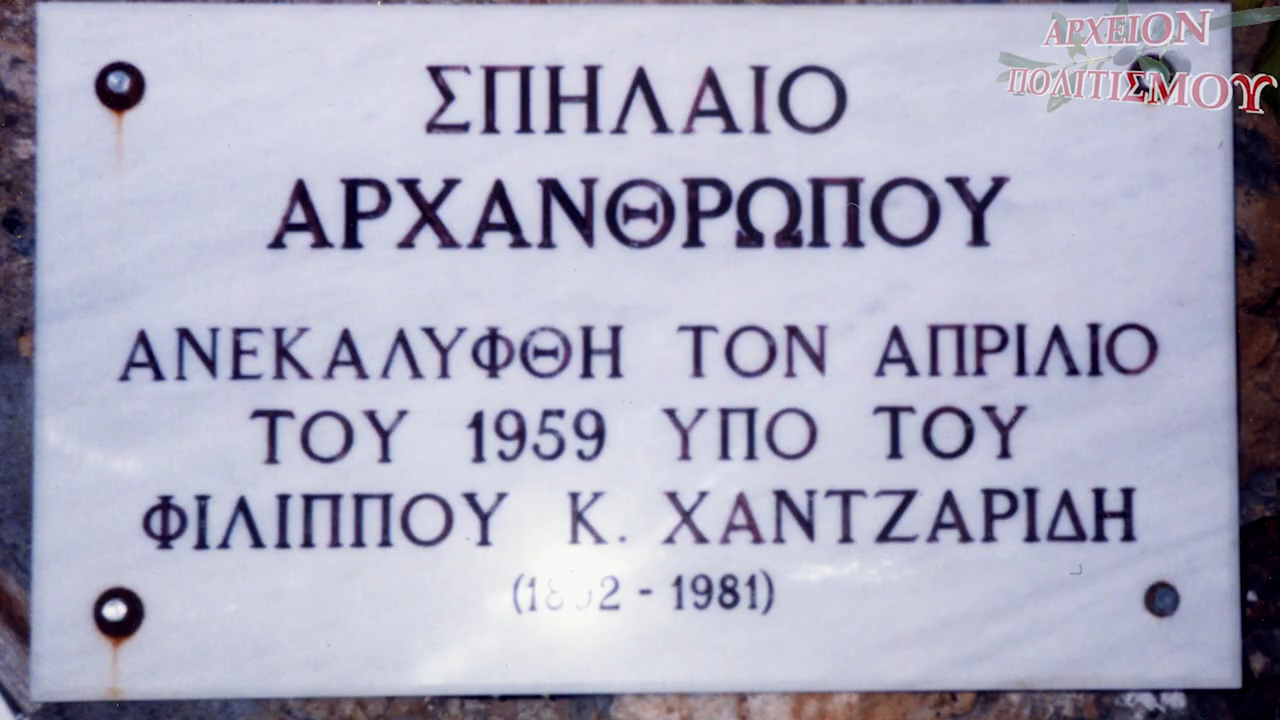 ΑΡΧΕΙΟΝ
ΠΟΛΙΤΙΣΜΟΥ
ΣΠΗΛΑΙΟ
ΑΡΧΑΝΘΡΩΠΟΥ
ΑΝΕΚΑΛΥΦΘΗ ΤΟΝ ΑΠΡΙΛΙΟ
ΤΟΥ 1959 ΥΠΟ ΤΟΥ
ΦΙΛΙΠΠΟΥ Κ. ΧΑΝΤΖΑΡΙΔΗ
- 1981)